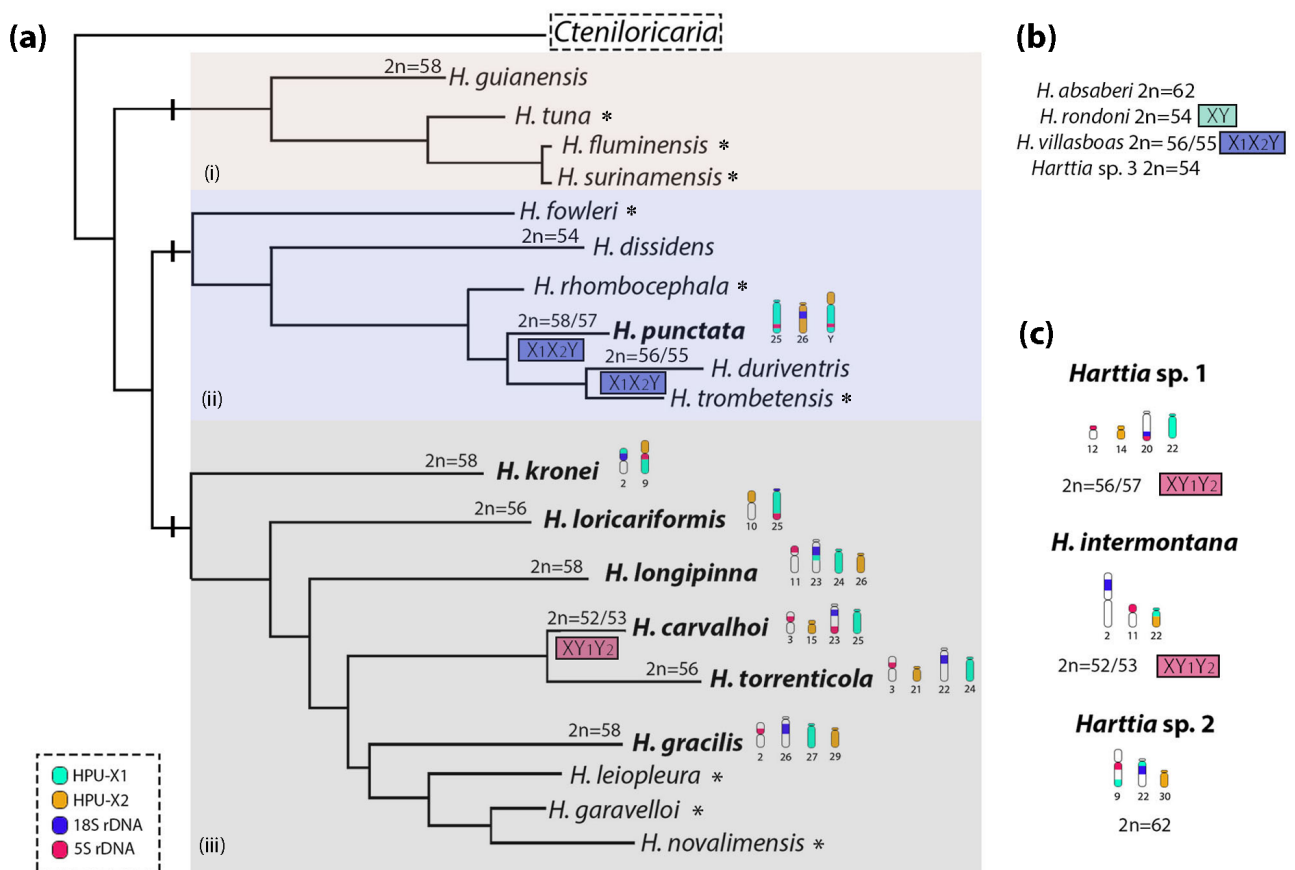 (a)
Cteniloricaria
2n=58
H. guianensis
H. tuna *
H. fluminensis *
H. surinamensis *
(i)
H. fowleri *
2n=54
H. dissidens
H. rhombocephala *
2n=58/57
H. punctata
X1X2Y
25 26 Y
2n=56/55
H. duriventris
X1X2Y
H. trombetensis *
(ii)
2n=58
H. kronei
2 9
2n=56
H. loricariformis
10 25
2n=58
H. longipinna
11 23 24 26
2n=52/53
H. carvalhoi
XY1Y2
3 15 23 25
2n=56
H. torrenticola
3 21 22 24
2n=58
H. gracilis
2 26 27 29
H. leiopleura *
H. garavelloi *
H. novalimensis *
(iii)
HPU-X1
HPU-X2
18S rDNA
5S rDNA
(b)
H. absaberi 2n=62
H. rondoni 2n=54 XY
H. villasboas 2n= 56/55 X1X2Y
Harttia sp. 3 2n=54
(c)
Harttia sp. 1
12 14 20 22
2n=56/57 XY1Y2
H. intermontana
2 11 22
2n=52/53 XY1Y2
Harttia sp. 2
9 22 30
2n=62